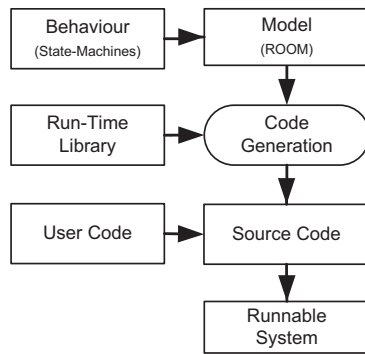 Behaviour
(State-Machines)
Model
(ROOM)
Run-Time
Library
Code
Generation
User Code
Source Code
Runnable
System